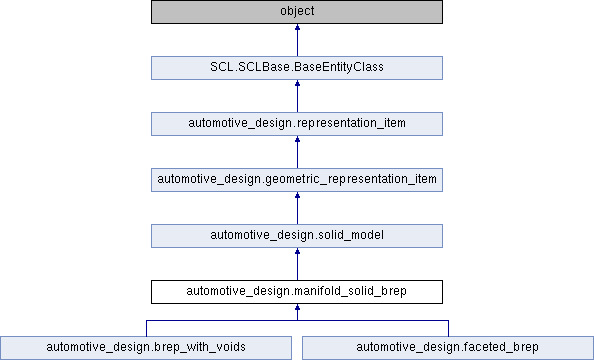 object
SCL.SCLBase.BaseEntityClass
automotive_design.representation_item
automotive_design.geometric_representation_item
automotive_design.solid_model
automotive_design.manifold_solid_brep
automotive_design.brep_with_voids
automotive_design.faceted_brep